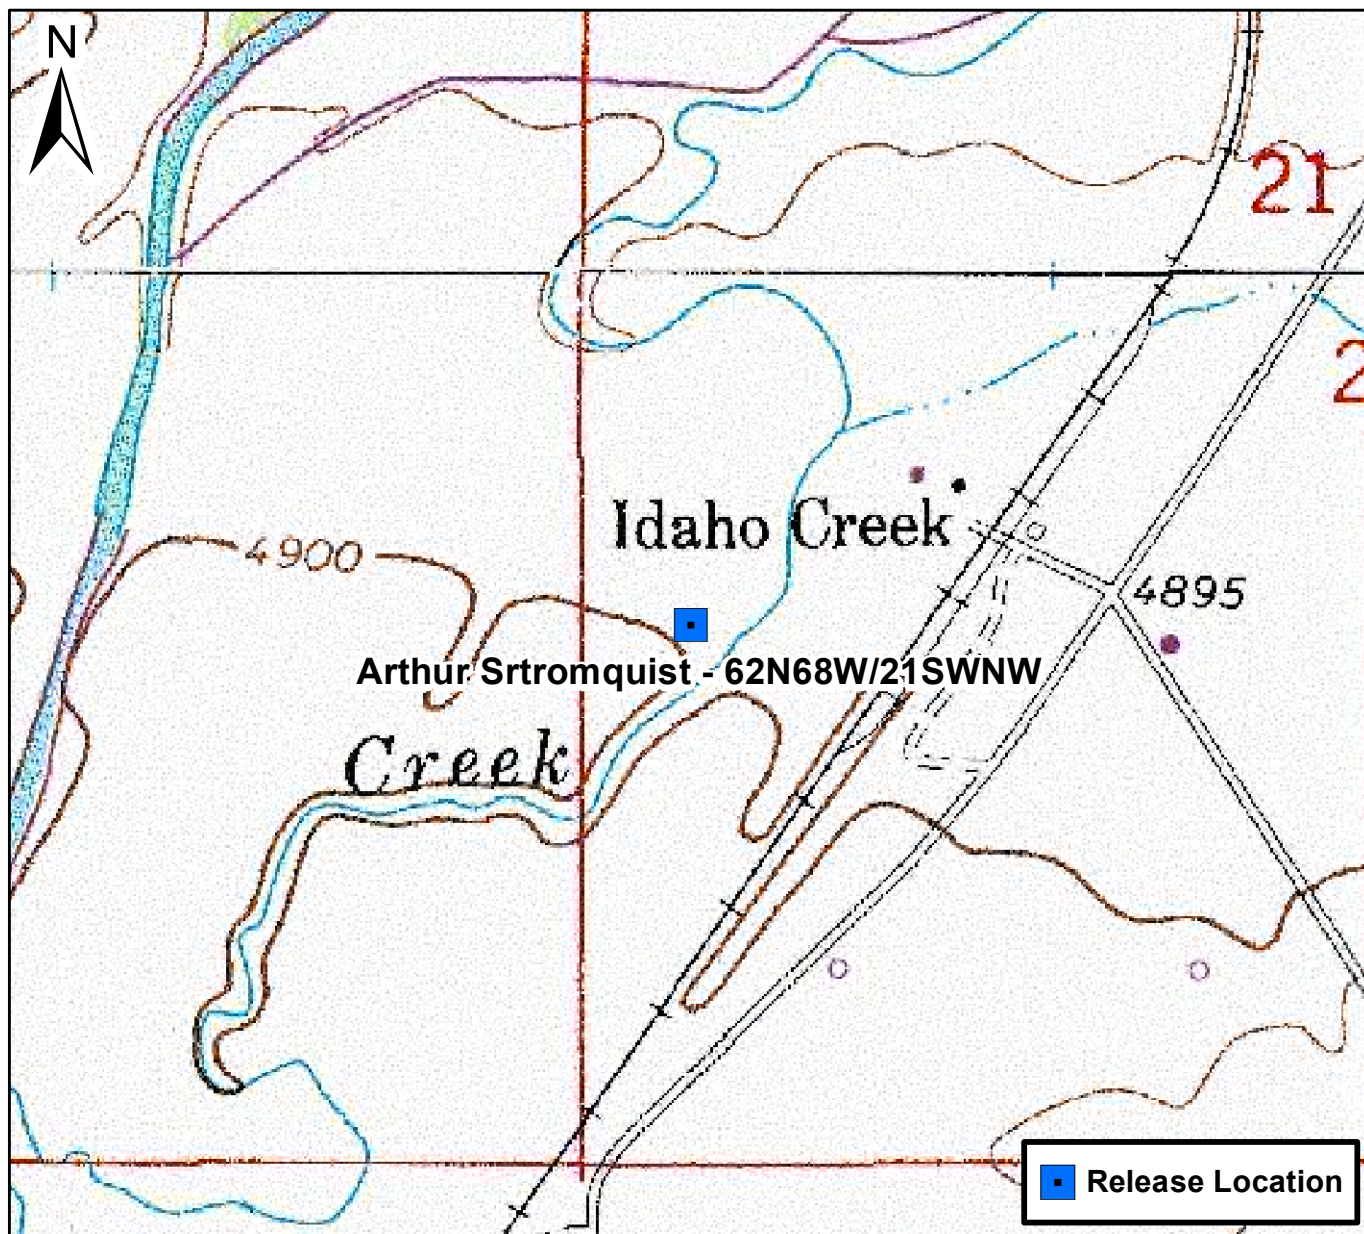 N
21
2
Idaho Creek
4900
4895
Arthur Srtromquist - 62N68W/21SWNW
Creek
Release Location